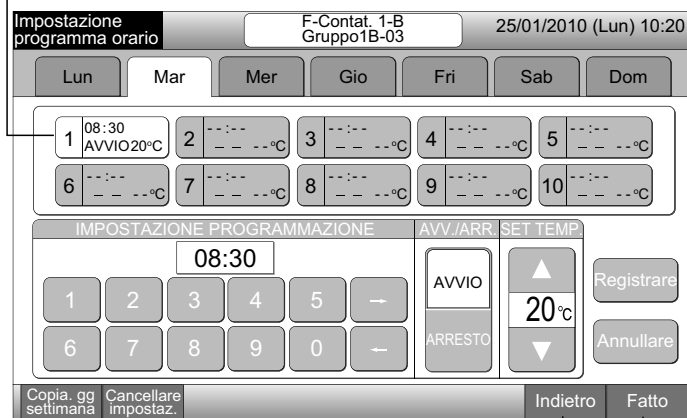 Impostazione
programma orario
F-Contat. 1-B
Gruppo1B-03
25/01/2010 (Lun) 10:20
Lun Mar Mer Gio Fri Sab Dom
1 08:30 AVVIO20°C
2 --:-- -- --°C
3 --:-- -- --°C
4 --:-- -- --°C
5 --:-- -- --°C
6 --:-- -- --°C
7 --:-- -- --°C
8 --:-- -- --°C
9 --:-- -- --°C
10 --:-- -- --°C
IMPOSTAZIONE PROGRAMMAZIONE AVV./ARR. SET TEMP.
08:30
1 2 3 4 5 →
6 7 8 9 0 ←
AVVIO
ARRESTO
20°C
Registrare
Annullare
Copia. gg
settimana
Cancellare
impostaz.
Indietro Fatto